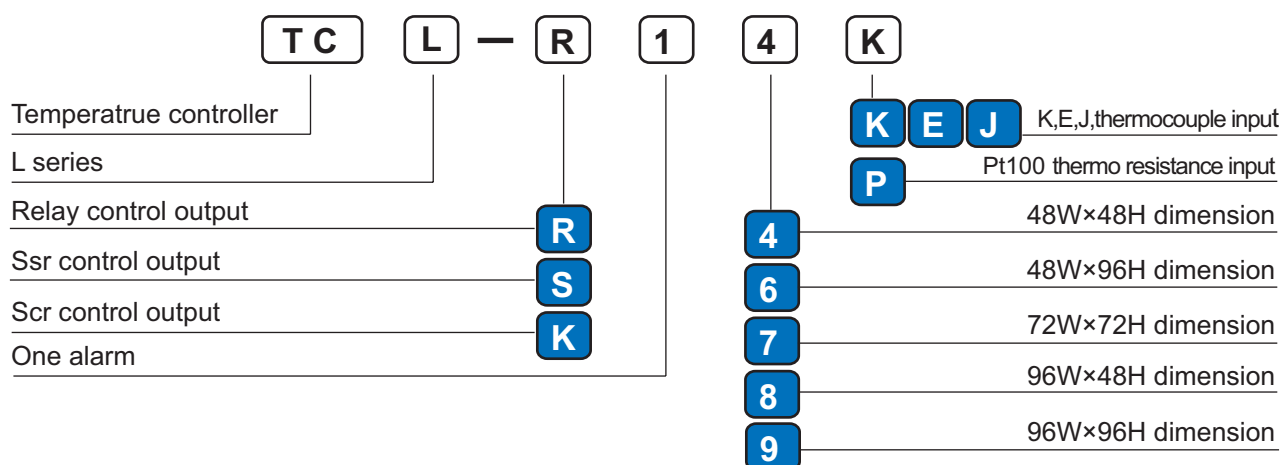 T C L — R 1 4 K
Temperatrue controller
L series
Relay control output
Ssr control output
Scr control output
One alarm
R
S
K
4
6
7
8
9
K E J K,E,J,thermocouple input
P Pt100 thermo resistance input
48W×48H dimension
48W×96H dimension
72W×72H dimension
96W×48H dimension
96W×96H dimension